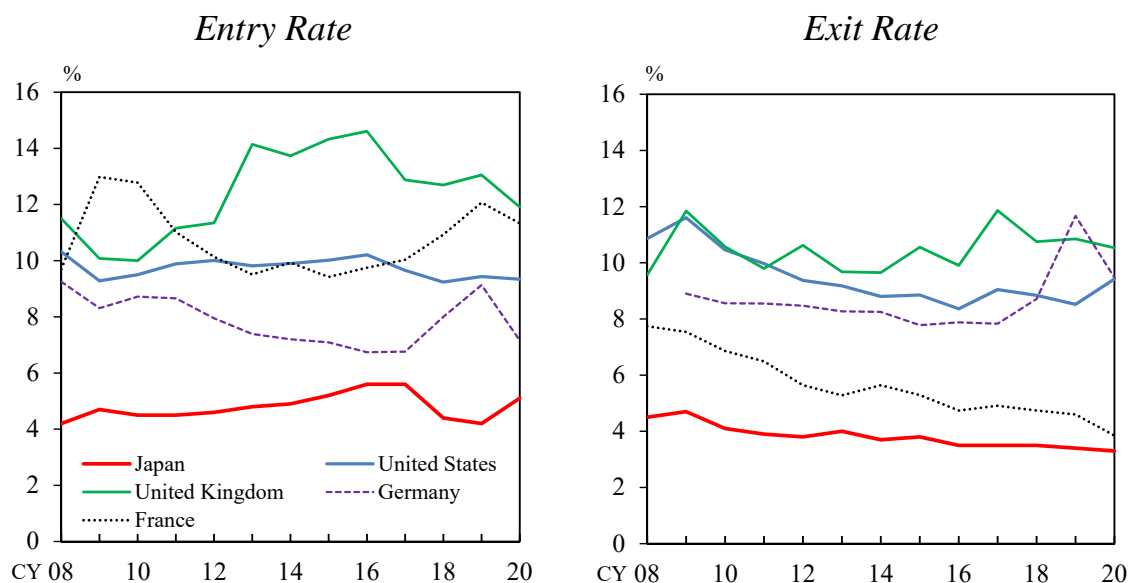 Entry Rate
%
16
14
12
10
8
6
4
2
0
Japan
United States
United Kingdom
Germany
France
CY 08 10 12 14 16 18 20
Exit Rate
%
16
14
12
10
8
6
4
2
0
CY 08 10 12 14 16 18 20